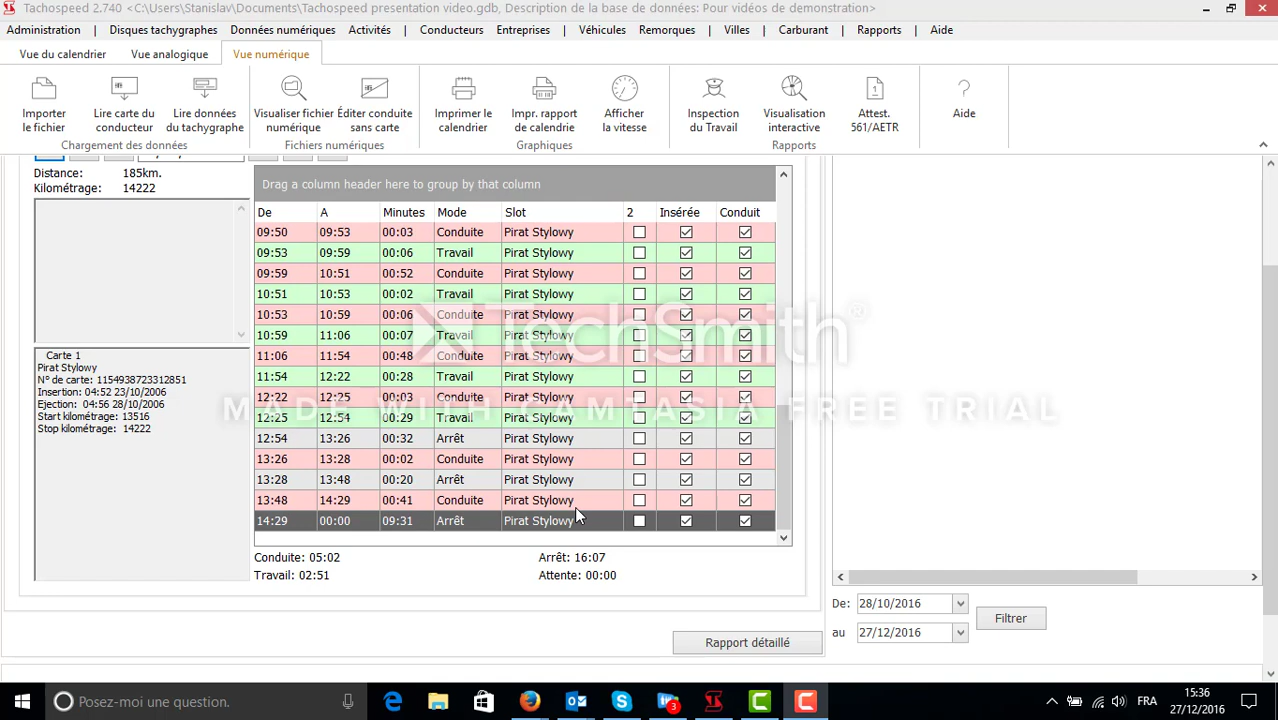 Tachospeed 2.740 <C:\Users\Stanislav\Documents\Tachospeed presentation video.gdb, Description de la base de données: Pour vidéos de demonstration>
Administration Disques tachygraphes Données numériques Activités Conducteurs Entreprises Véhicules Remorques Villes Carburant Rapports Aide
Vue du calendrier Vue analogique Vue numérique
Importer le fichier
Lire carte du conducteur
Lire données du tachygraphe
Visualiser fichier numérique
Éditer conduite sans carte
Imprimer le calendrier
Impr. rapport de calendrie
Afficher la vitesse
Inspection du Travail
Visualisation interactive
Attest. 561/AETR
Aide
Chargement des données Fichiers numériques Graphiques Rapports
Distance: 185km.
Kilométrage: 14222
Drag a column header here to group by that column
De A Minutes Mode Slot 2 Insérée Conduit
09:50 09:53 00:03 Conduite Pirat Stylowy
09:53 09:59 00:06 Travail Pirat Stylowy
09:59 10:51 00:52 Conduite Pirat Stylowy
10:51 10:53 00:02 Travail Pirat Stylowy
10:53 10:59 00:06 Conduite Pirat Stylowy
10:59 11:06 00:07 Travail Pirat Stylowy
11:06 11:54 00:48 Conduite Pirat Stylowy
11:54 12:22 00:28 Travail Pirat Stylowy
12:22 12:25 00:03 Conduite Pirat Stylowy
12:25 12:54 00:29 Travail Pirat Stylowy
12:54 13:26 00:32 Arrêt Pirat Stylowy
13:26 13:28 00:02 Conduite Pirat Stylowy
13:28 13:48 00:20 Arrêt Pirat Stylowy
13:48 14:29 00:41 Conduite Pirat Stylowy
14:29 00:00 09:31 Arrêt Pirat Stylowy
TechSmith®
MADE WITH CAMTASIA FREE TRIAL
Carte 1
Pirat Stylowy
N° de carte: 1154938723312851
Insertion: 04:52 23/10/2006
Ejection: 04:56 28/10/2006
Start kilométrage: 13516
Stop kilométrage: 14222
Conduite: 05:02 Arrêt: 16:07
Travail: 02:51 Attente: 00:00
De: 28/10/2016
au 27/12/2016
Filtrer
Rapport détaillé
Posez-moi une question.
3
FRA
15:36
27/12/2016